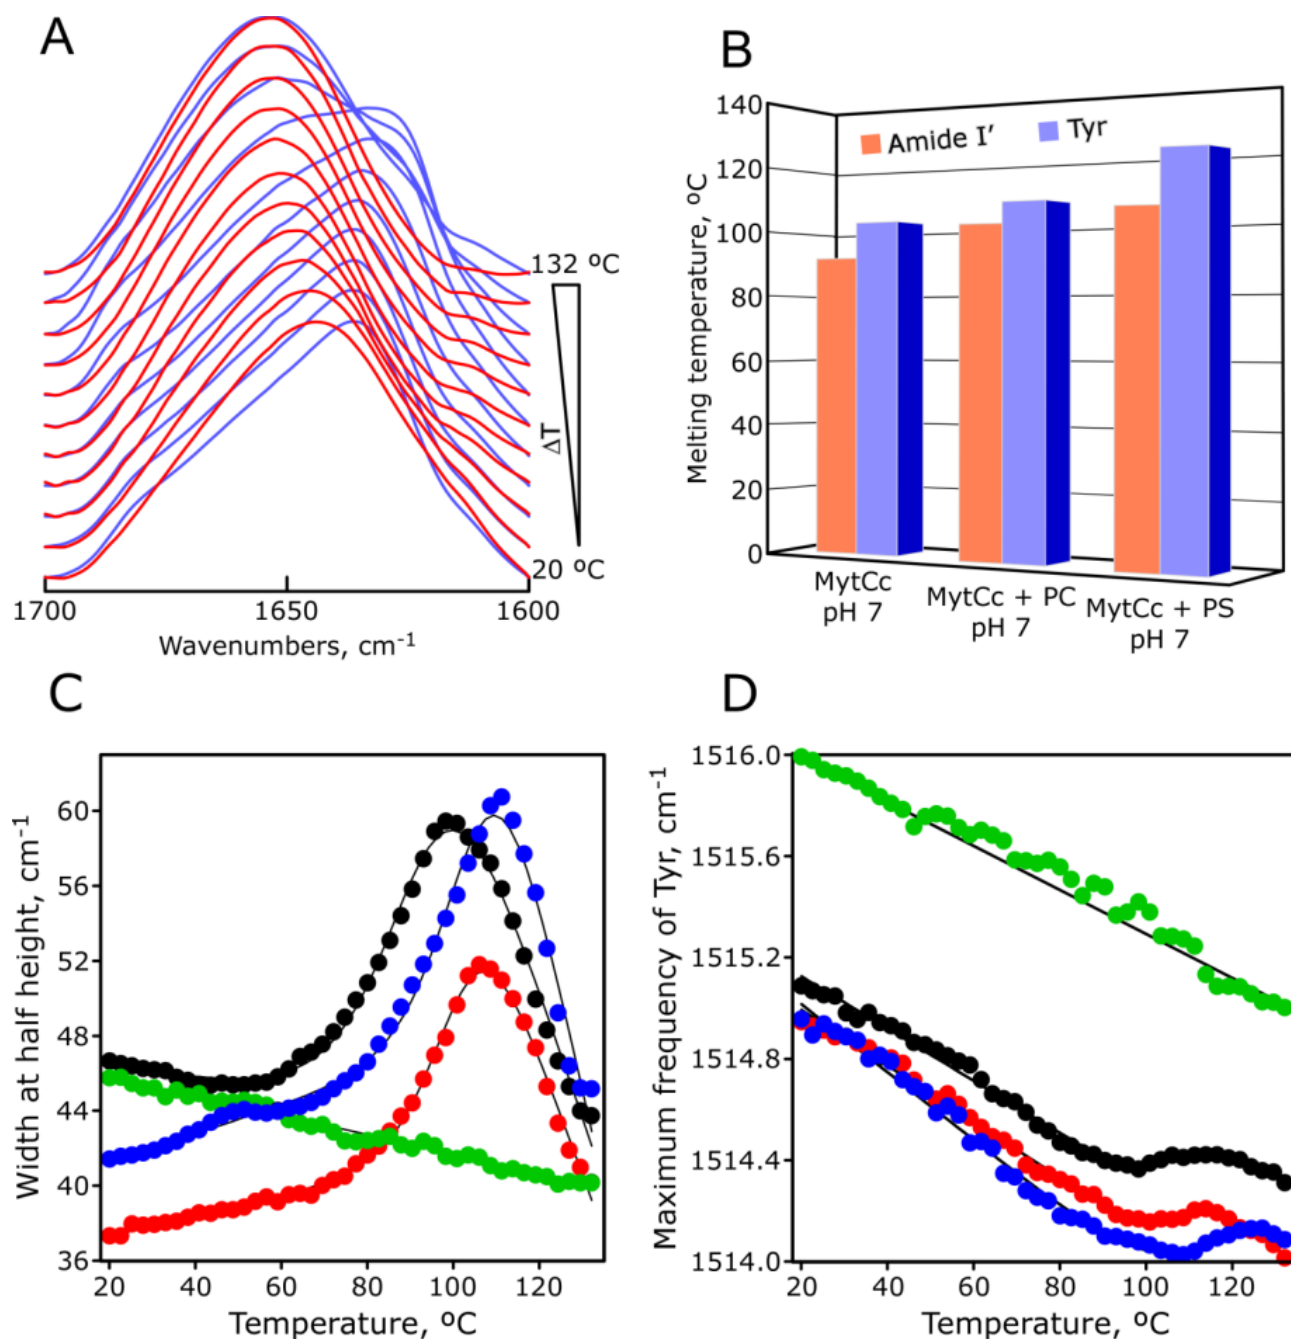 A
132 ºC
ΔT
20 ºC
1700
1650
1600
Wavenumbers, cm⁻¹
B
140
120
100
80
60
40
20
0
Melting temperature, ºC
Amide I′
Tyr
MytCc
pH 7
MytCc + PC
pH 7
MytCc + PS
pH 7
C
60
56
52
48
44
40
36
Width at half height, cm⁻¹
20
40
60
80
100
120
Temperature, ºC
D
1516.0
1515.6
1515.2
1514.8
1514.4
1514.0
Maximum frequency of Tyr, cm⁻¹
20
40
60
80
100
120
Temperature, ºC